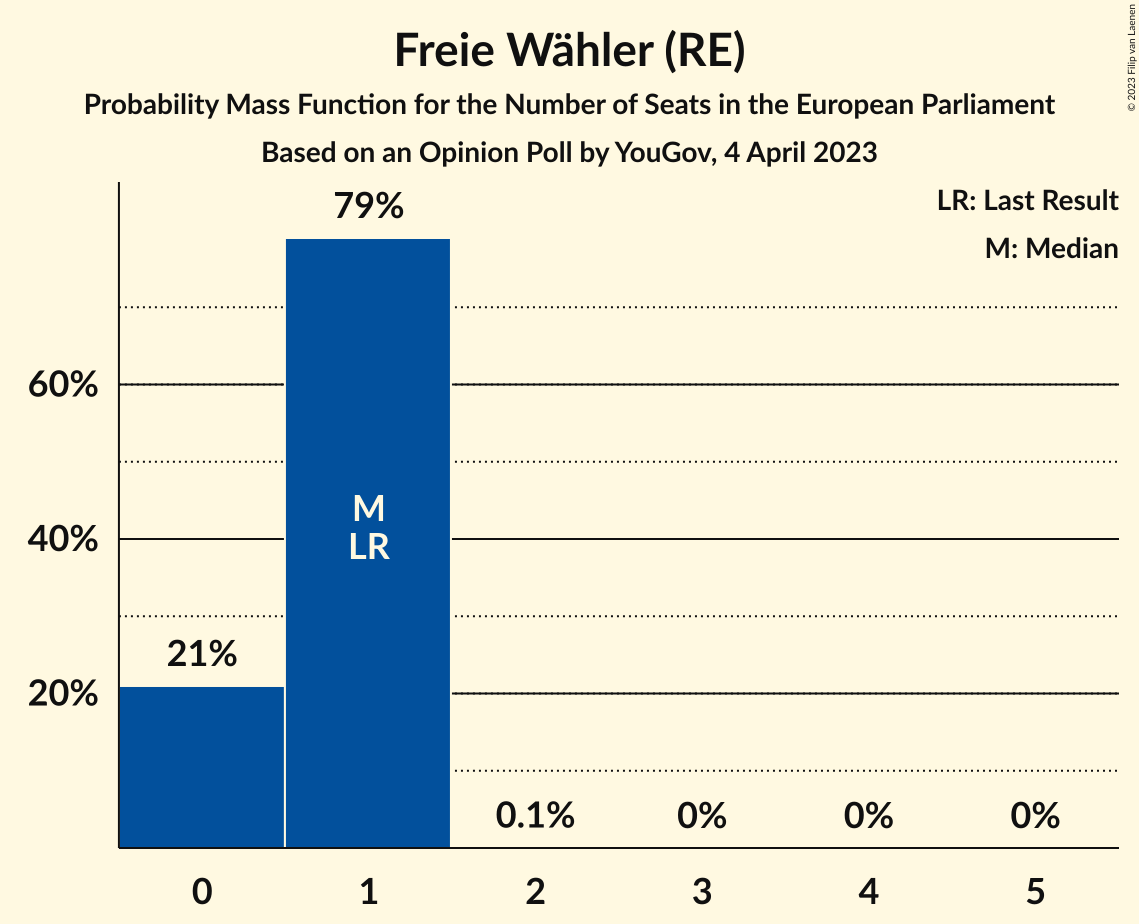 Freie Wähler (RE)
Probability Mass Function for the Number of Seats in the European Parliament
Based on an Opinion Poll by YouGov, 4 April 2023
© 2023 Filip van Laenen
LR: Last Result
M: Median
79%
60%
M
40%
LR
21%
20%
0.1%
0%
0%
0%
0
1
2
3
4
5